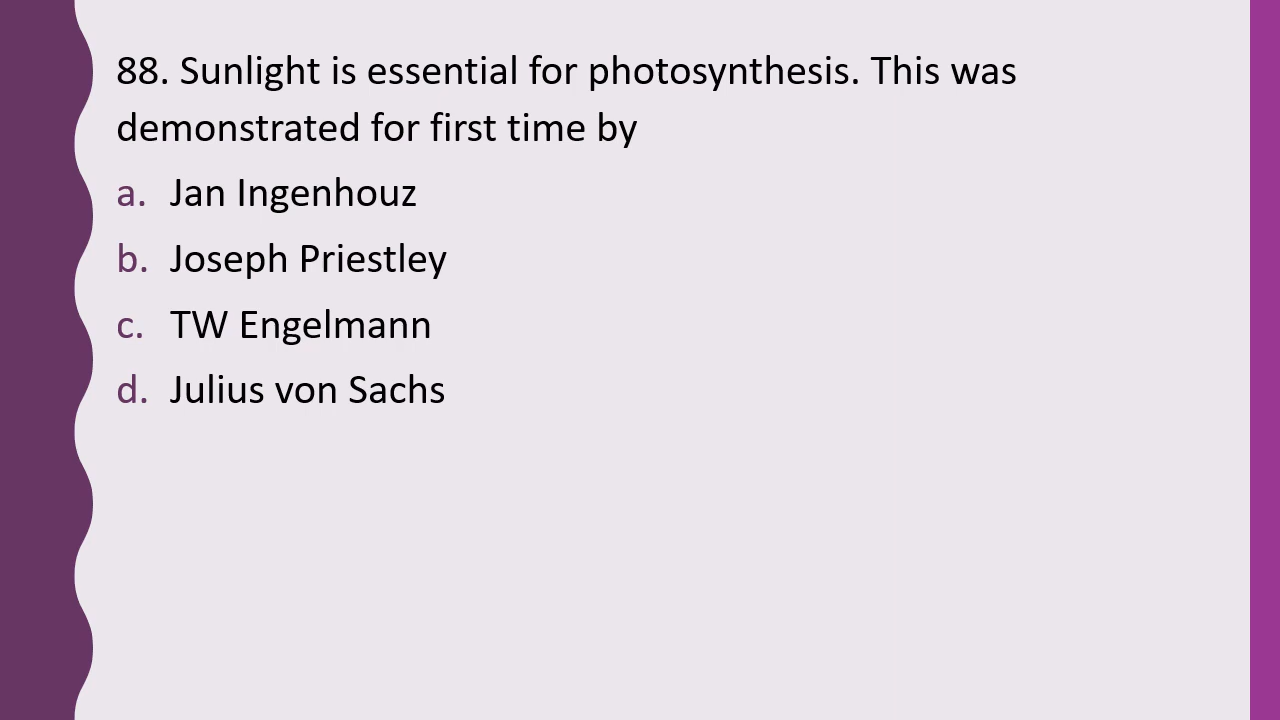 88. Sunlight is essential for photosynthesis. This was
demonstrated for first time by
a. Jan Ingenhouz
b. Joseph Priestley
c. TW Engelmann
d. Julius von Sachs